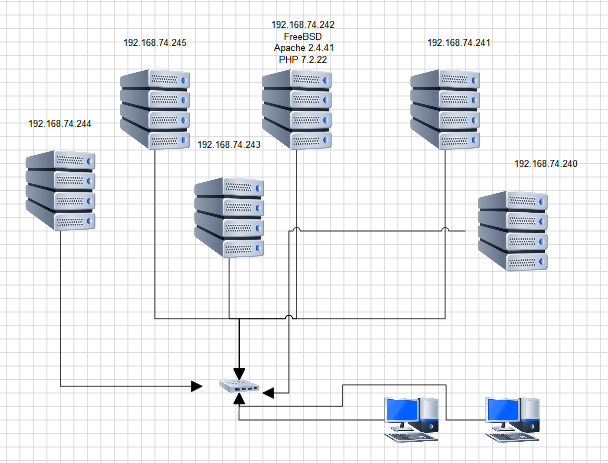 192.168.74.242
FreeBSD
Apache 2.4.41
PHP 7.2.22
192.168.74.245
192.168.74.241
192.168.74.244
192.168.74.243
192.168.74.240